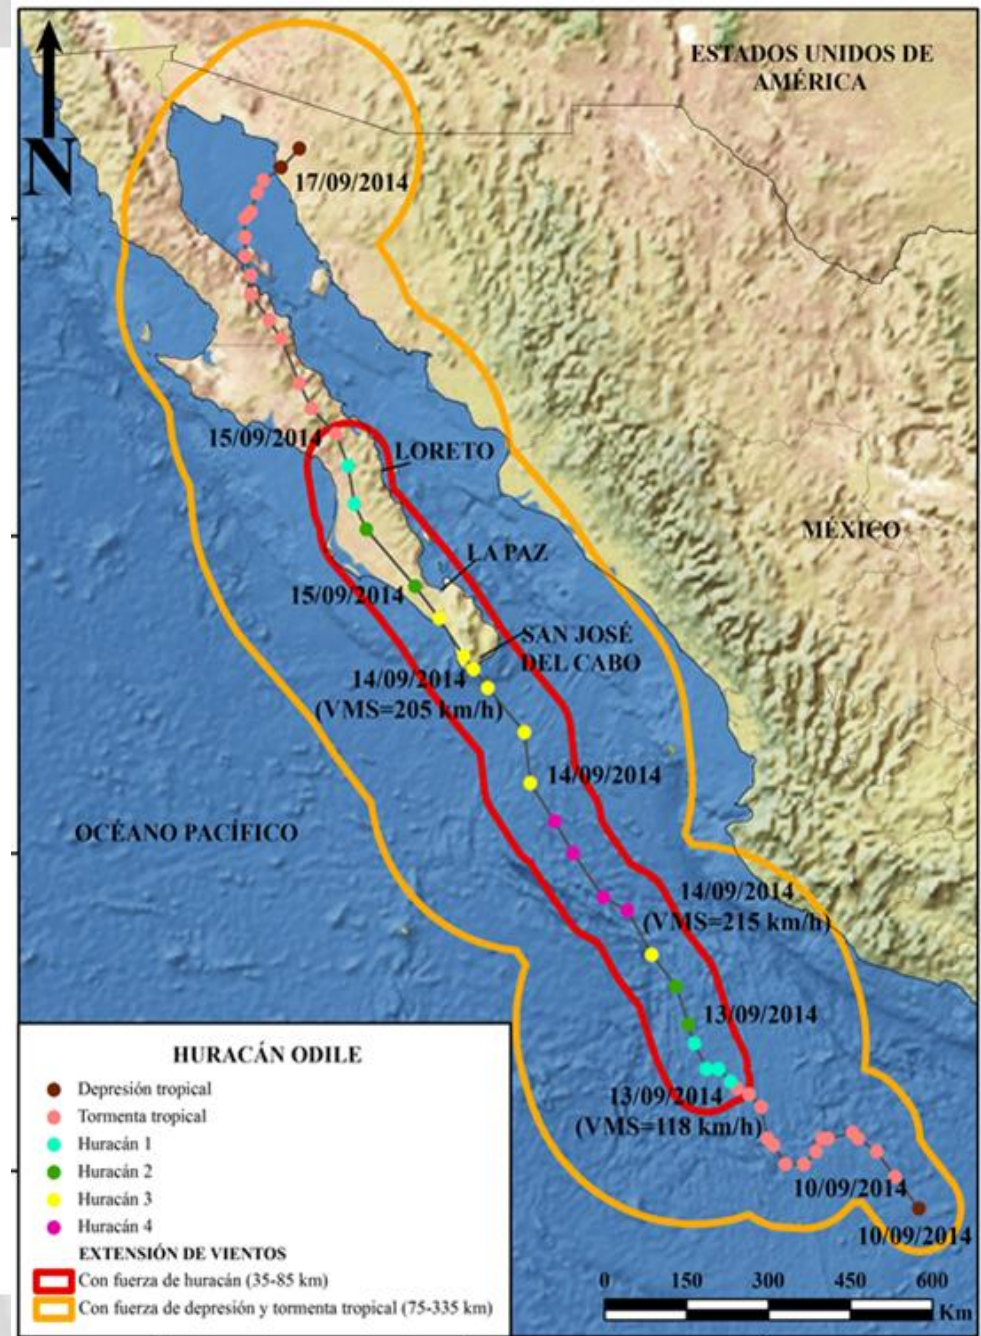 ESTADOS UNIDOS DE
AMÉRICA
N
17/09/2014
15/09/2014
LORETO
MÉXICO
LA PAZ
15/09/2014
SAN JOSÉ
DEL CABO
14/09/2014
(VMS=205 km/h)
14/09/2014
OCÉANO PACÍFICO
14/09/2014
(VMS=215 km/h)
13/09/2014
13/09/2014
(VMS=118 km/h)
10/09/2014
10/09/2014
HURACÁN ODILE
Depresión tropical
Tormenta tropical
Huracán 1
Huracán 2
Huracán 3
Huracán 4
EXTENSIÓN DE VIENTOS
Con fuerza de huracán (35-85 km)
Con fuerza de depresión y tormenta tropical (75-335 km)
0 150 300 450 600
Km